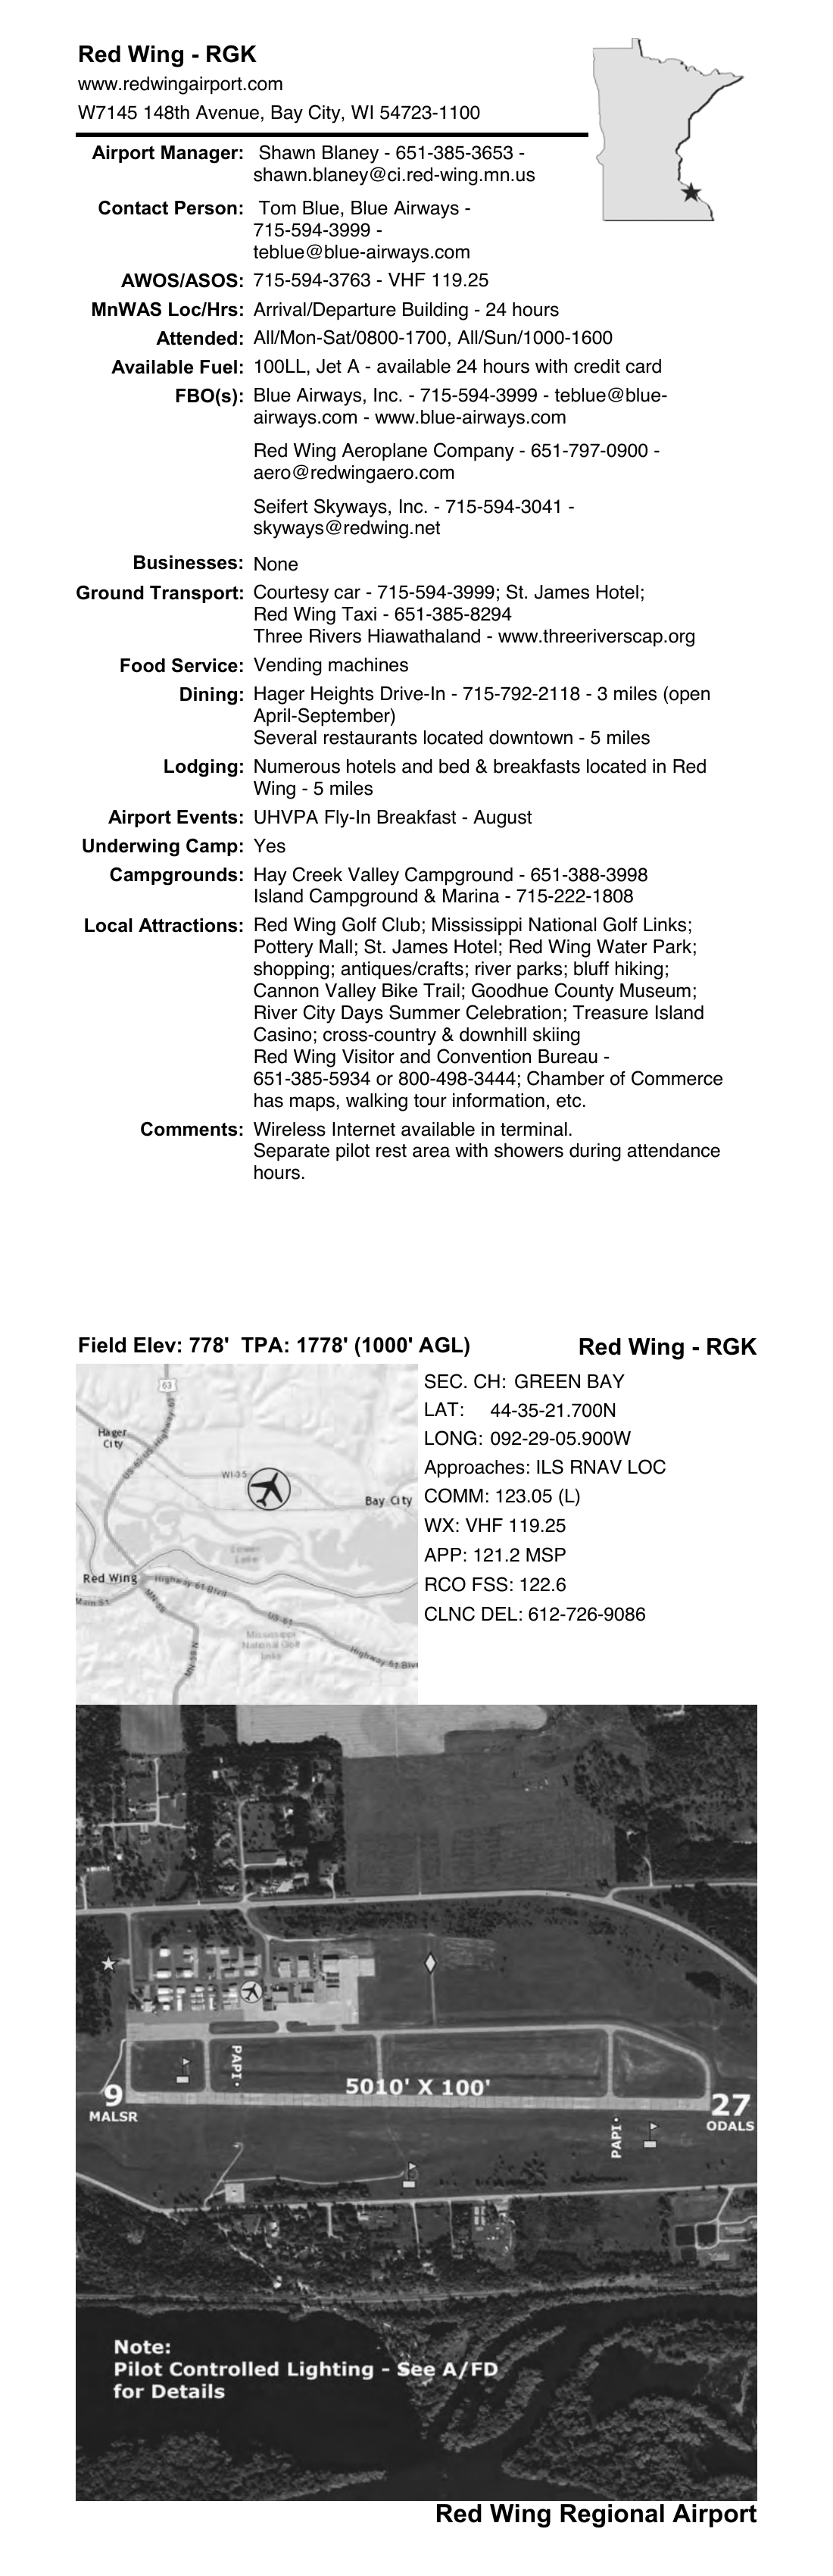 Red Wing - RGK
www.redwingairport.com
W7145 148th Avenue, Bay City, WI 54723-1100
Airport Manager: Shawn Blaney - 651-385-3653 -
shawn.blaney@ci.red-wing.mn.us
Contact Person: Tom Blue, Blue Airways -
715-594-3999 -
teblue@blue-airways.com
AWOS/ASOS: 715-594-3763 - VHF 119.25
MnWAS Loc/Hrs: Arrival/Departure Building - 24 hours
Attended: All/Mon-Sat/0800-1700, All/Sun/1000-1600
Available Fuel: 100LL, Jet A - available 24 hours with credit card
FBO(s): Blue Airways, Inc. - 715-594-3999 - teblue@blue-
airways.com - www.blue-airways.com
Red Wing Aeroplane Company - 651-797-0900 -
aero@redwingaero.com
Seifert Skyways, Inc. - 715-594-3041 -
skyways@redwing.net
Businesses: None
Ground Transport: Courtesy car - 715-594-3999; St. James Hotel;
Red Wing Taxi - 651-385-8294
Three Rivers Hiawathaland - www.threeriverscap.org
Food Service: Vending machines
Dining: Hager Heights Drive-In - 715-792-2118 - 3 miles (open
April-September)
Several restaurants located downtown - 5 miles
Lodging: Numerous hotels and bed & breakfasts located in Red
Wing - 5 miles
Airport Events: UHVPA Fly-In Breakfast - August
Underwing Camp: Yes
Campgrounds: Hay Creek Valley Campground - 651-388-3998
Island Campground & Marina - 715-222-1808
Local Attractions: Red Wing Golf Club; Mississippi National Golf Links;
Pottery Mall; St. James Hotel; Red Wing Water Park;
shopping; antiques/crafts; river parks; bluff hiking;
Cannon Valley Bike Trail; Goodhue County Museum;
River City Days Summer Celebration; Treasure Island
Casino; cross-country & downhill skiing
Red Wing Visitor and Convention Bureau -
651-385-5934 or 800-498-3444; Chamber of Commerce
has maps, walking tour information, etc.
Comments: Wireless Internet available in terminal.
Separate pilot rest area with showers during attendance
hours.
Field Elev: 778' TPA: 1778' (1000' AGL)
Red Wing - RGK
63
Hager
City
WI-35
Bay City
Lower
Lake
Red Wing
Highway 61 Blvd
US-61
Mississippi
National Golf
Links
Highway 61 Blvd
SEC. CH: GREEN BAY
LAT: 44-35-21.700N
LONG: 092-29-05.900W
Approaches: ILS RNAV LOC
COMM: 123.05 (L)
WX: VHF 119.25
APP: 121.2 MSP
RCO FSS: 122.6
CLNC DEL: 612-726-9086
PAPI
5010' X 100'
9
MALSR
27
ODALS
PAPI
Note:
Pilot Controlled Lighting - See A/FD
for Details
Red Wing Regional Airport